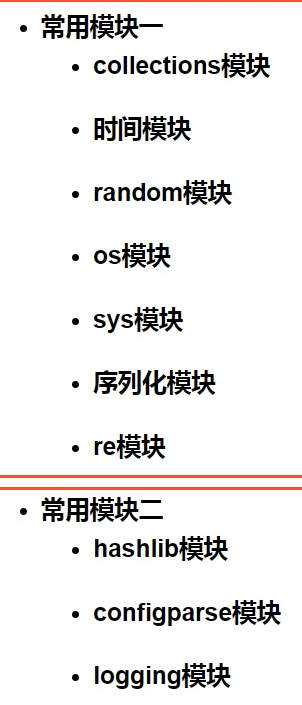 常用模块一
collections模块
时间模块
random模块
os模块
sys模块
序列化模块
re模块
常用模块二
hashlib模块
configparse模块
logging模块